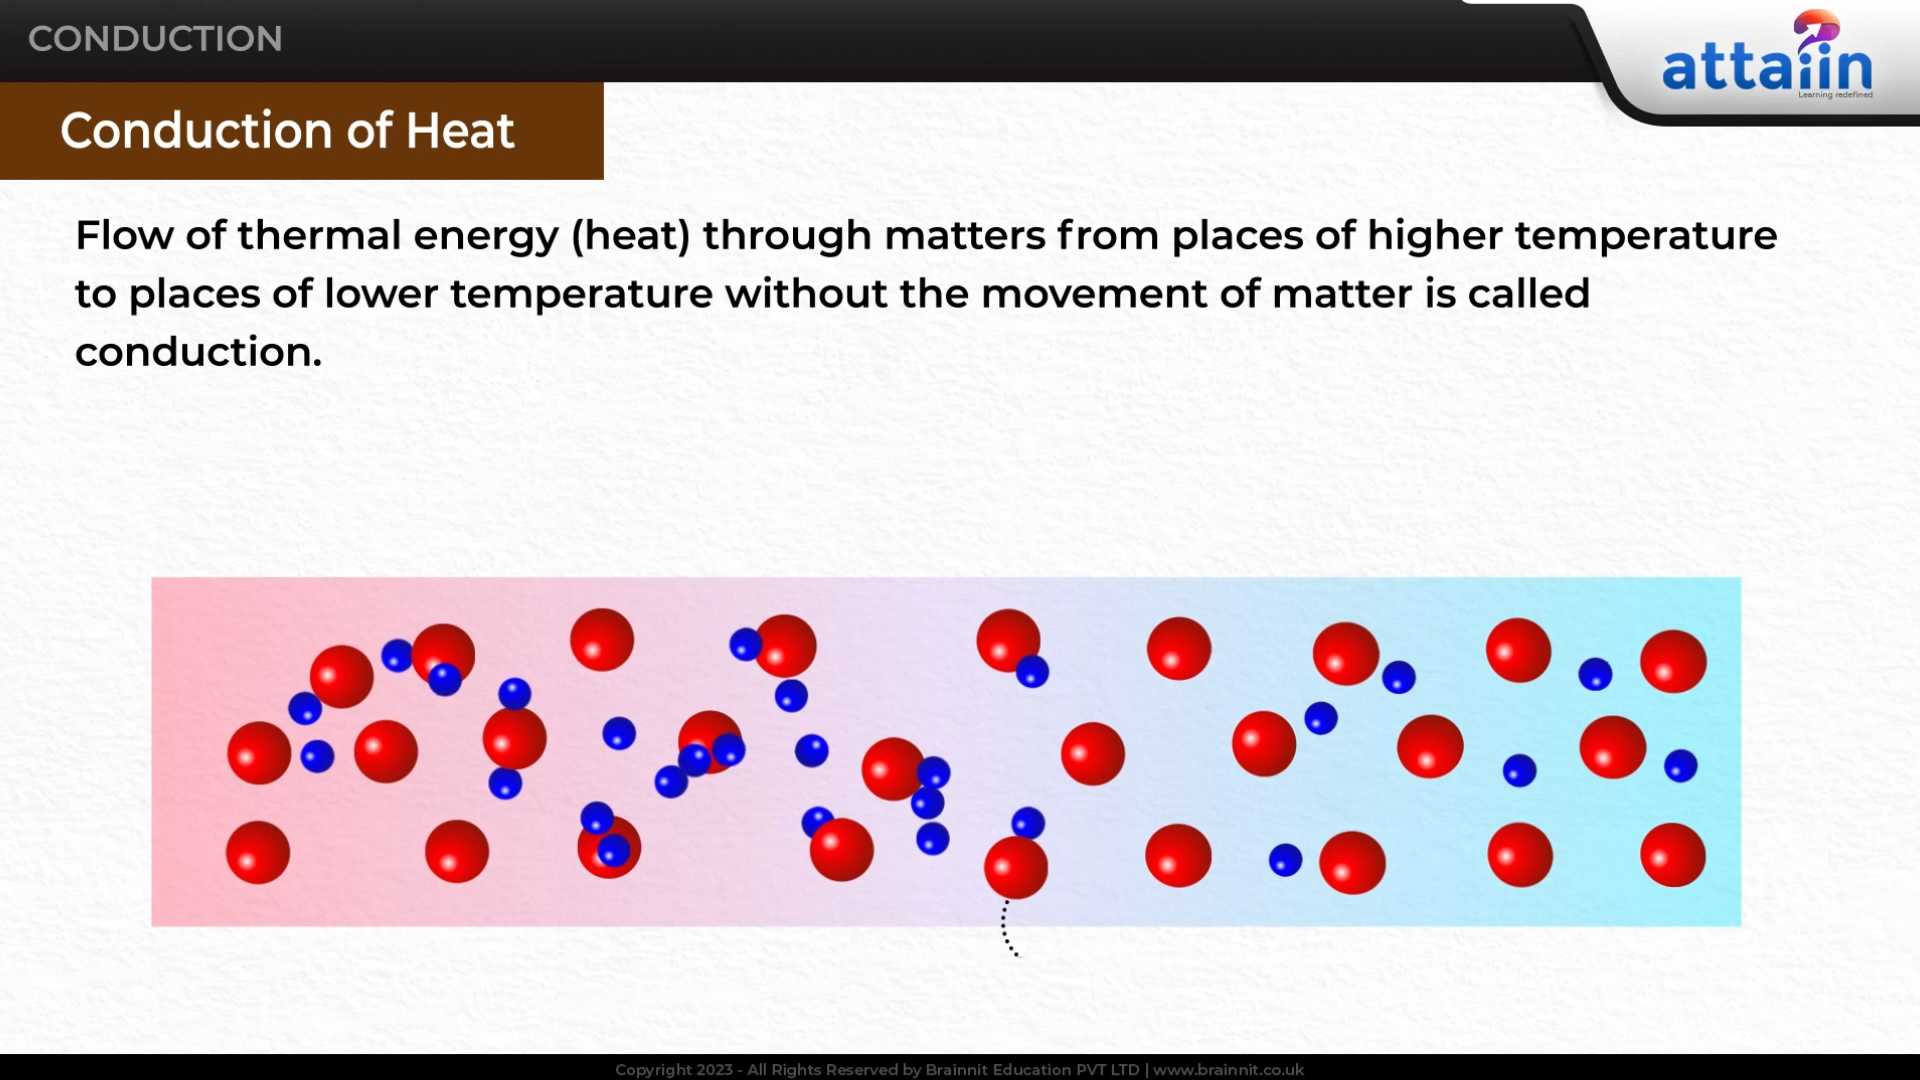 CONDUCTION
attaiin
Learning redefined
Conduction of Heat
Flow of thermal energy (heat) through matters from places of higher temperature
to places of lower temperature without the movement of matter is called
conduction.
Copyright 2023 - All Rights Reserved by Brainnit Education PVT LTD | www.brainnit.co.uk